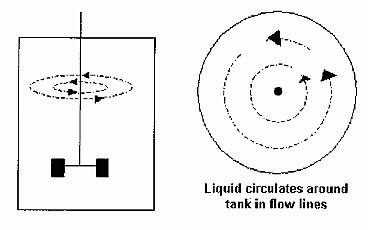 Liquid circulates around
tank in flow lines